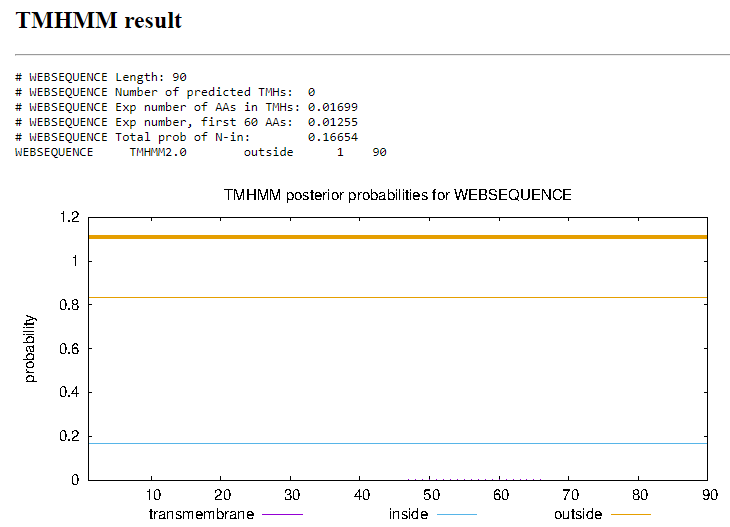 TMHMM result
# WEBSEQUENCE Length: 90
# WEBSEQUENCE Number of predicted TMHs:  0
# WEBSEQUENCE Exp number of AAs in TMHs: 0.01699
# WEBSEQUENCE Exp number, first 60 AAs:  0.01255
# WEBSEQUENCE Total prob of N-in:        0.16654
WEBSEQUENCE     TMHMM2.0        outside      1    90
TMHMM posterior probabilities for WEBSEQUENCE
1.2
1
0.8
0.6
0.4
0.2
0
probability
10 20 30 40 50 60 70 80 90
transmembrane inside outside